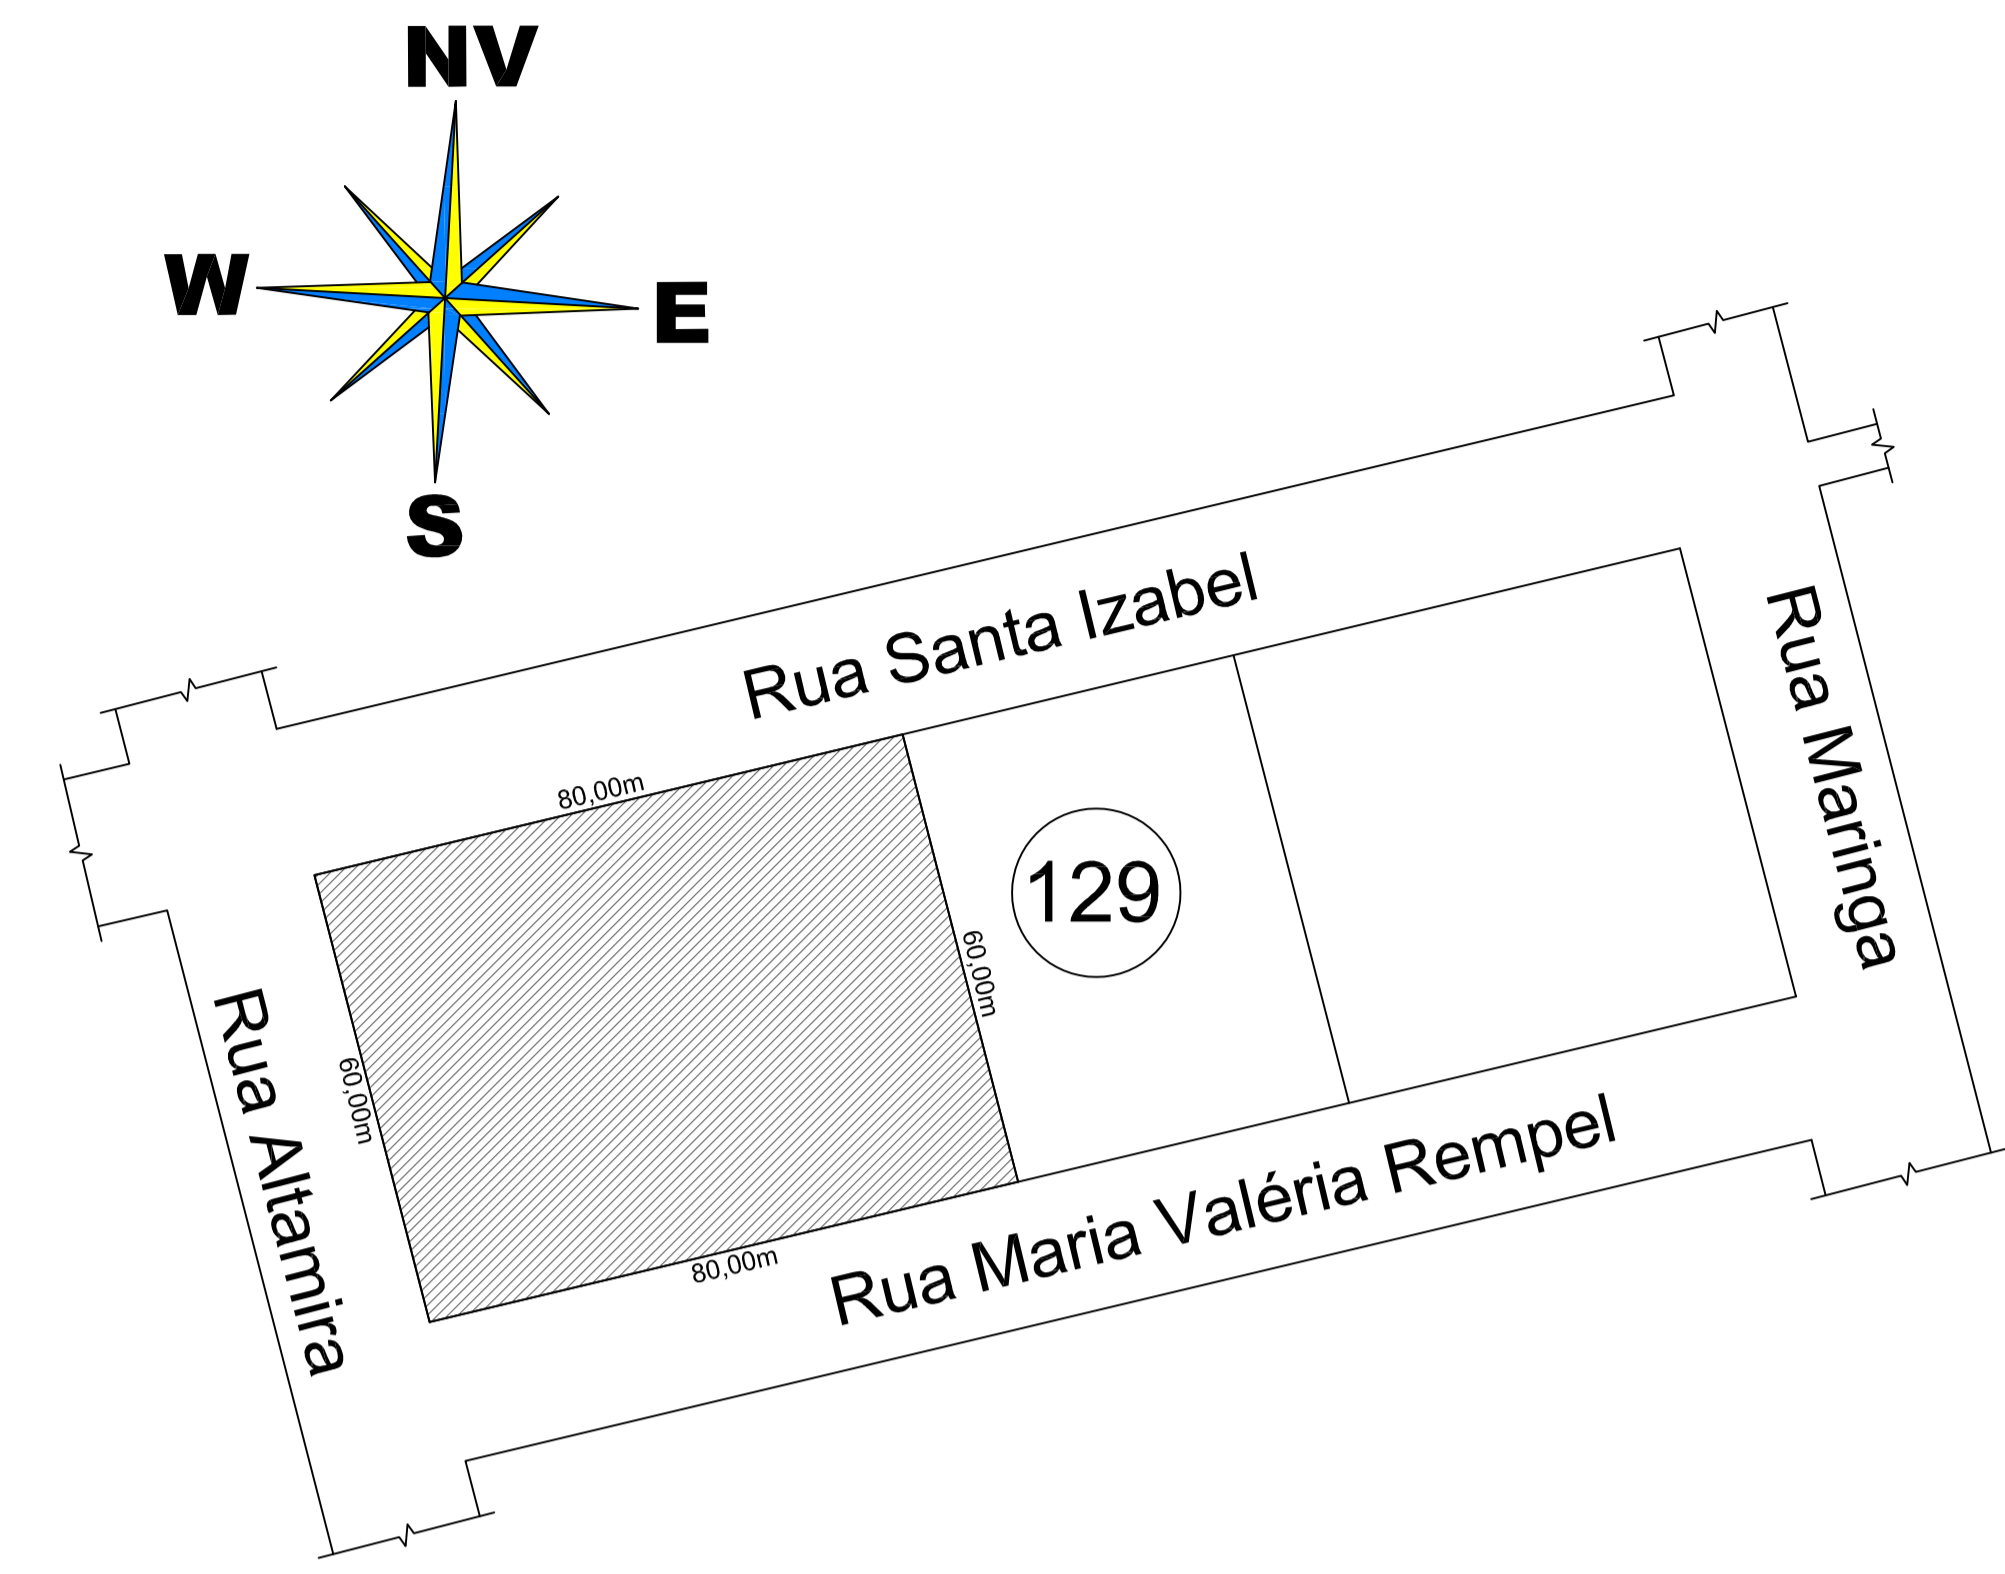 NV
W
E
S
Rua Santa Izabel
Rua Maringa
80,00m
129
60,00m
60,00m
Rua Altamira
80,00m
Rua Maria Valéria Rempel